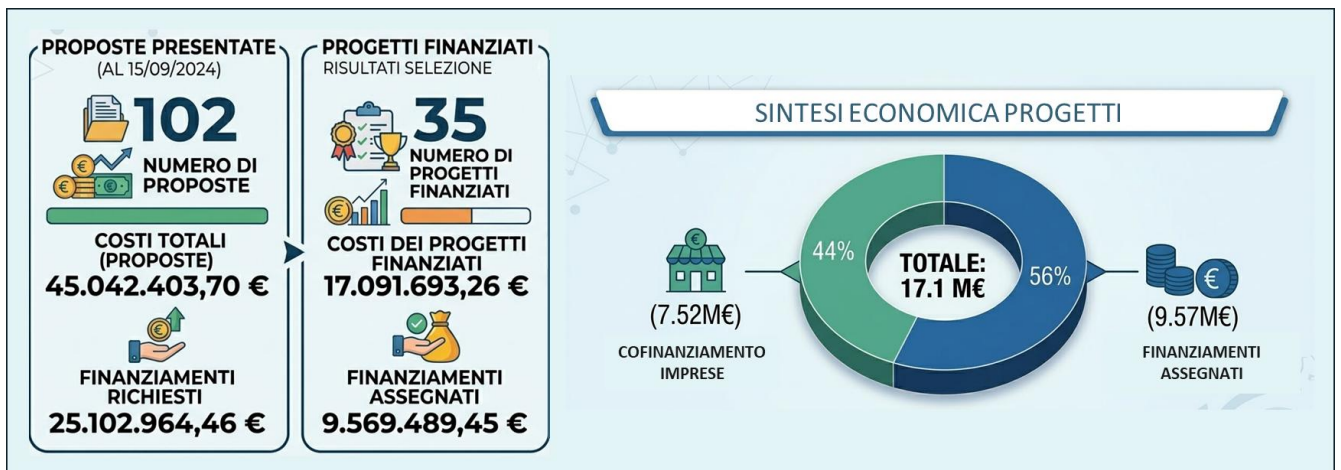 PROPOSTE PRESENTATE
(AL 15/09/2024)
102
NUMERO DI
PROPOSTE
COSTI TOTALI
(PROPOSTE)
45.042.403,70 €
FINANZIAMENTI
RICHIESTI
25.102.964,46 €
PROGETTI FINANZIATI
RISULTATI SELEZIONE
35
NUMERO DI
PROGETTI
FINANZIATI
COSTI DEI PROGETTI
FINANZIATI
17.091.693,26 €
FINANZIAMENTI
ASSEGNATI
9.569.489,45 €
SINTESI ECONOMICA PROGETTI
44%
TOTALE:
17.1 M€
56%
(7.52M€)
COFINANZIAMENTO
IMPRESE
(9.57M€)
FINANZIAMENTI
ASSEGNATI